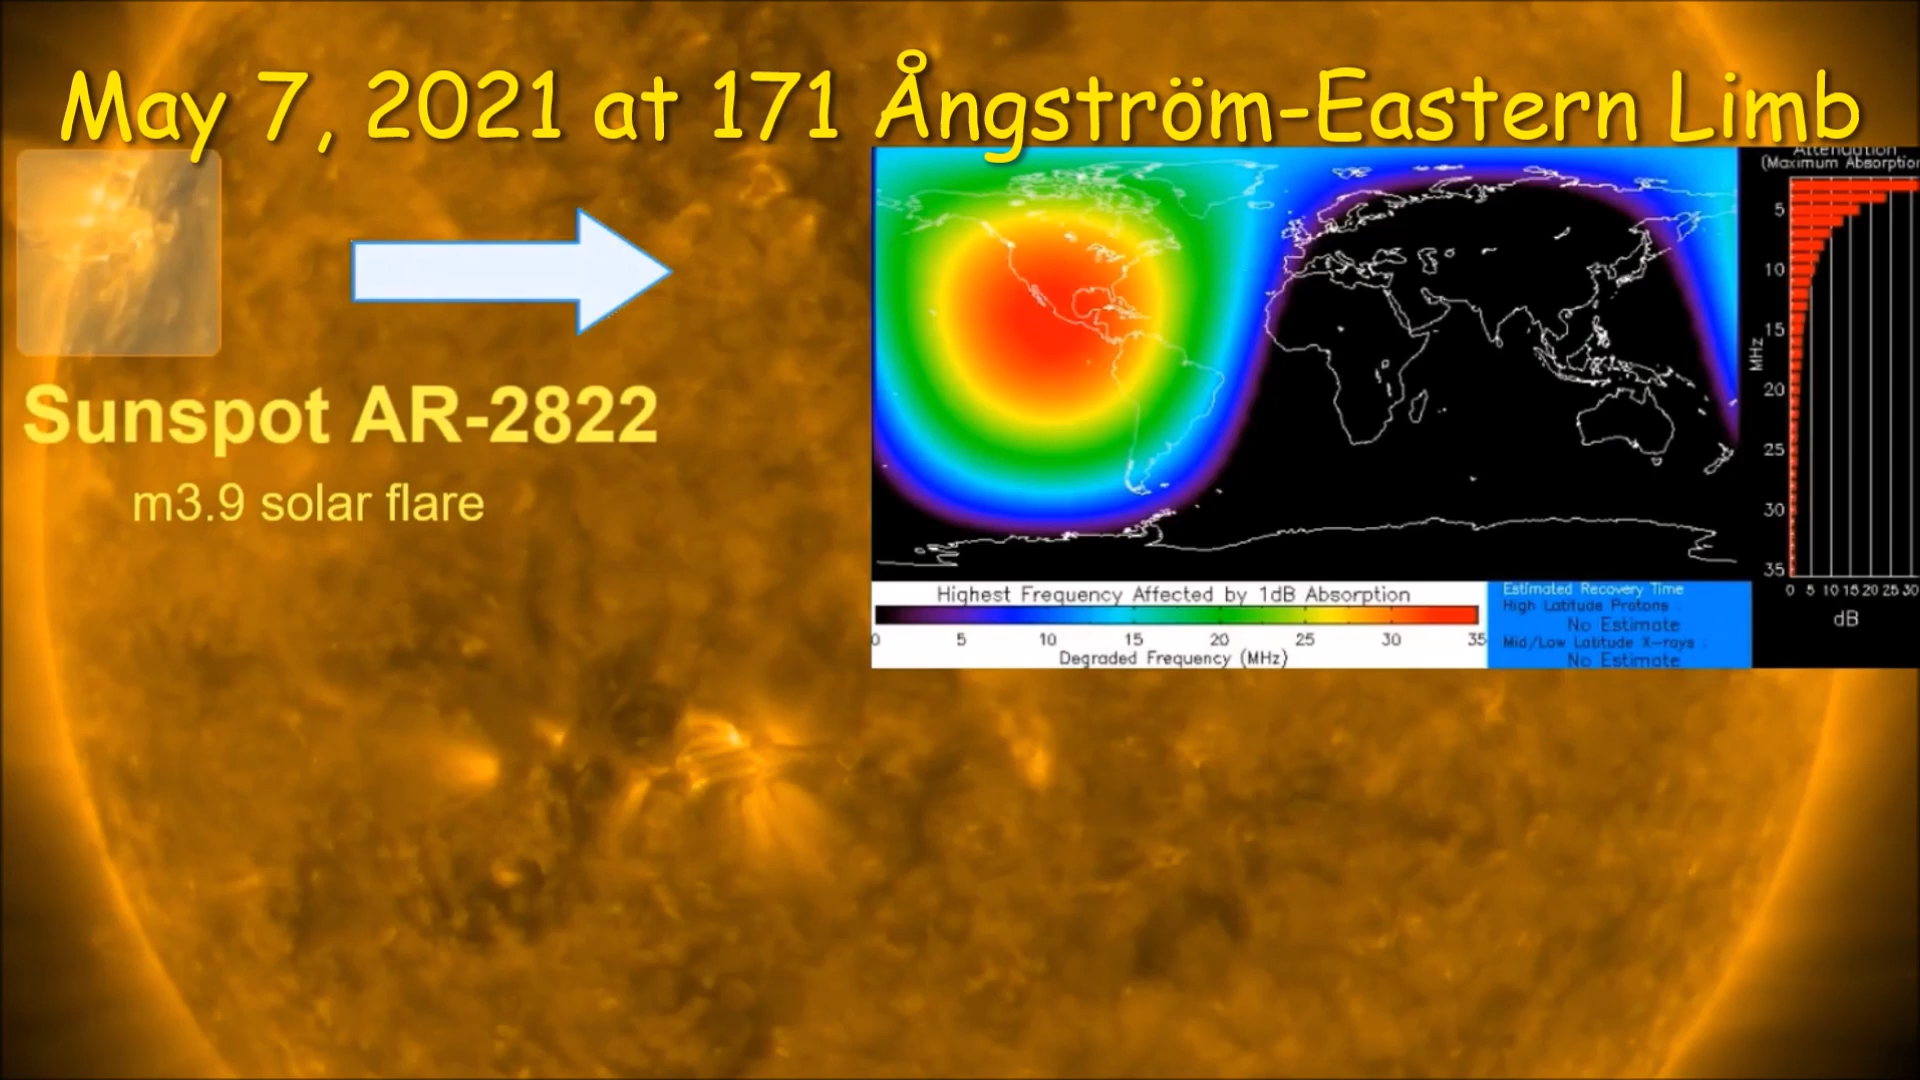 May 7, 2021 at 171 Ångström-Eastern Limb
Sunspot AR-2822
m3.9 solar flare
Attenuation
(Maximum Absorption
5
10
15
20
25
30
35
MHz
0 5 10 15 20 25 30
dB
Highest Frequency Affected by 1dB Absorption
0 5 10 15 20 25 30 35
Degraded Frequency (MHz)
Estimated Recovery Time
High Latitude Protons :
No Estimate
Mid/Low Latitude X-rays :
No Estimate